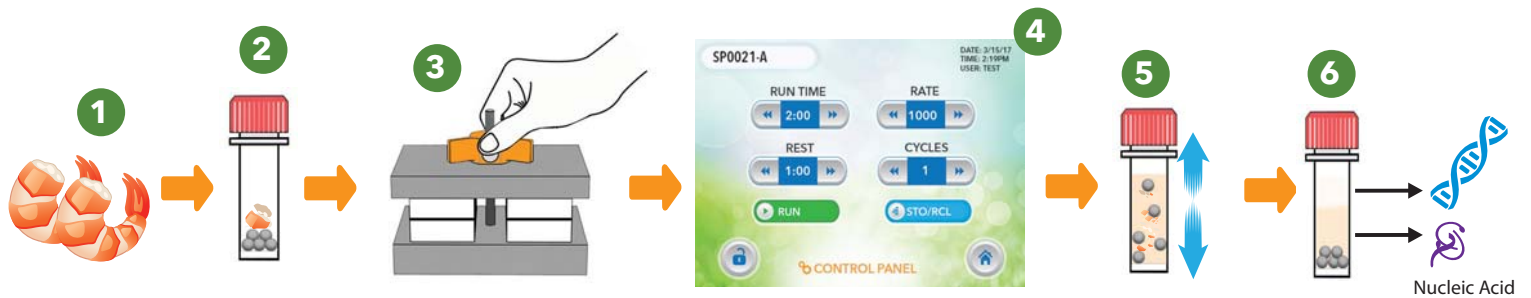 1
2
3
4
5
6
SP0021-A
DATE: 3/15/17
TIME: 2:19PM
USER: TEST
RUN TIME
RATE
2:00
1000
REST
CYCLES
1:00
1
RUN
STO/RCL
CONTROL PANEL
Nucleic Acid